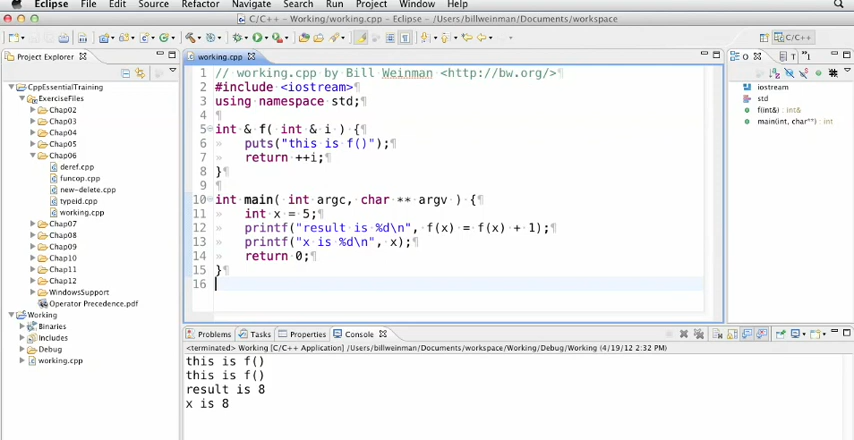 Eclipse File Edit Source Refactor Navigate Search Run Project Window Help
C/C++ - Working/working.cpp - Eclipse - /Users/billweinman/Documents/workspace
C/C++
Project Explorer
CppEssentialTraining
ExerciseFiles
Chap02
Chap03
Chap04
Chap05
Chap06
deref.cpp
funcop.cpp
new-delete.cpp
typeid.cpp
working.cpp
Chap07
Chap08
Chap09
Chap10
Chap11
Chap12
WindowsSupport
Operator Precedence.pdf
Working
Binaries
Includes
Debug
working.cpp
working.cpp
1 // working.cpp by Bill Weinman <http://bw.org/>¶
2 #include <iostream>¶
3 using namespace std;¶
4 ¶
5 int & f( int & i ) {¶
6 » puts("this is f()");¶
7 » return ++i;¶
8 }¶
9 ¶
10 int main( int argc, char ** argv ) {¶
11 » int x = 5;¶
12 » printf("result is %d\n", f(x) = f(x) + 1);¶
13 » printf("x is %d\n", x);¶
14 » return 0;¶
15 }¶
16
O
iostream
std
f(int&) : int&
main(int, char**) : int
Problems Tasks Properties Console
<terminated> Working [C/C++ Application] /Users/billweinman/Documents/workspace/Working/Debug/Working (4/19/12 2:32 PM)
this is f()
this is f()
result is 8
x is 8